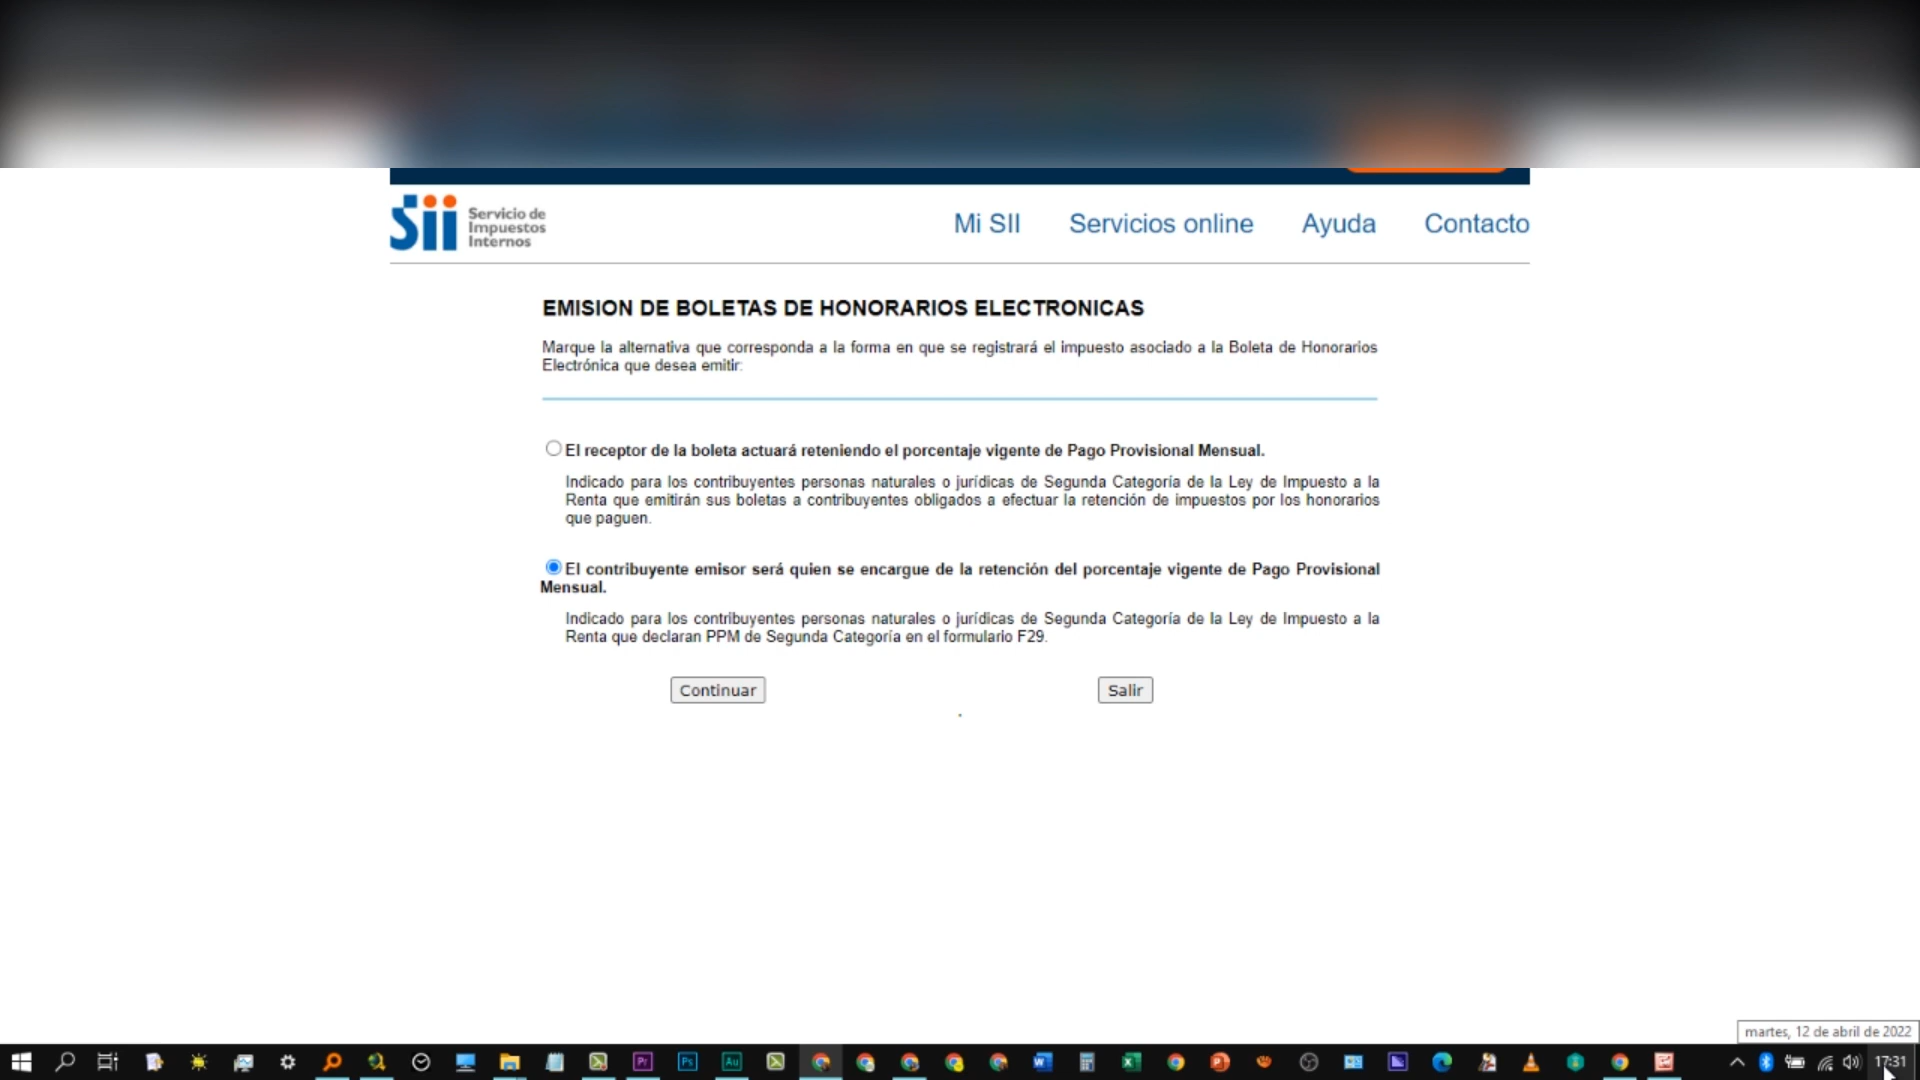 Sii Servicio de
Impuestos
Internos
Mi SII Servicios online Ayuda Contacto
EMISION DE BOLETAS DE HONORARIOS ELECTRONICAS
Marque la alternativa que corresponda a la forma en que se registrará el impuesto asociado a la Boleta de Honorarios
Electrónica que desea emitir:
El receptor de la boleta actuará reteniendo el porcentaje vigente de Pago Provisional Mensual.
Indicado para los contribuyentes personas naturales o jurídicas de Segunda Categoría de la Ley de Impuesto a la
Renta que emitirán sus boletas a contribuyentes obligados a efectuar la retención de impuestos por los honorarios
que paguen.
El contribuyente emisor será quien se encargue de la retención del porcentaje vigente de Pago Provisional
Mensual.
Indicado para los contribuyentes personas naturales o jurídicas de Segunda Categoría de la Ley de Impuesto a la
Renta que declaran PPM de Segunda Categoría en el formulario F29.
Continuar Salir
martes, 12 de abril de 2022
Pr Ps Au
17:31